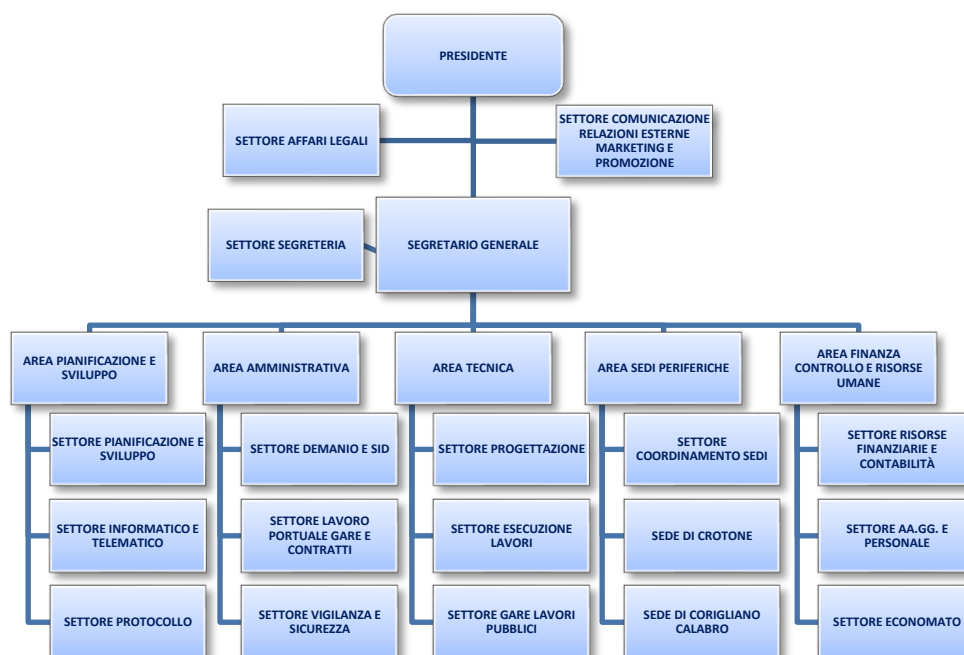 PRESIDENTE
SETTORE AFFARI LEGALI
SETTORE COMUNICAZIONE
RELAZIONI ESTERNE
MARKETING E
PROMOZIONE
SETTORE SEGRETERIA
SEGRETARIO GENERALE
AREA PIANIFICAZIONE E
SVILUPPO
AREA AMMINISTRATIVA
AREA TECNICA
AREA SEDI PERIFERICHE
AREA FINANZA
CONTROLLO E RISORSE
UMANE
SETTORE PIANIFICAZIONE E
SVILUPPO
SETTORE DEMANIO E SID
SETTORE PROGETTAZIONE
SETTORE
COORDINAMENTO SEDI
SETTORE RISORSE
FINANZIARIE E
CONTABILITÀ
SETTORE INFORMATICO E
TELEMATICO
SETTORE LAVORO
PORTUALE GARE E
CONTRATTI
SETTORE ESECUZIONE
LAVORI
SEDE DI CROTONE
SETTORE AA.GG. E
PERSONALE
SETTORE PROTOCOLLO
SETTORE VIGILANZA E
SICUREZZA
SETTORE GARE LAVORI
PUBBLICI
SEDE DI CORIGLIANO
CALABRO
SETTORE ECONOMATO